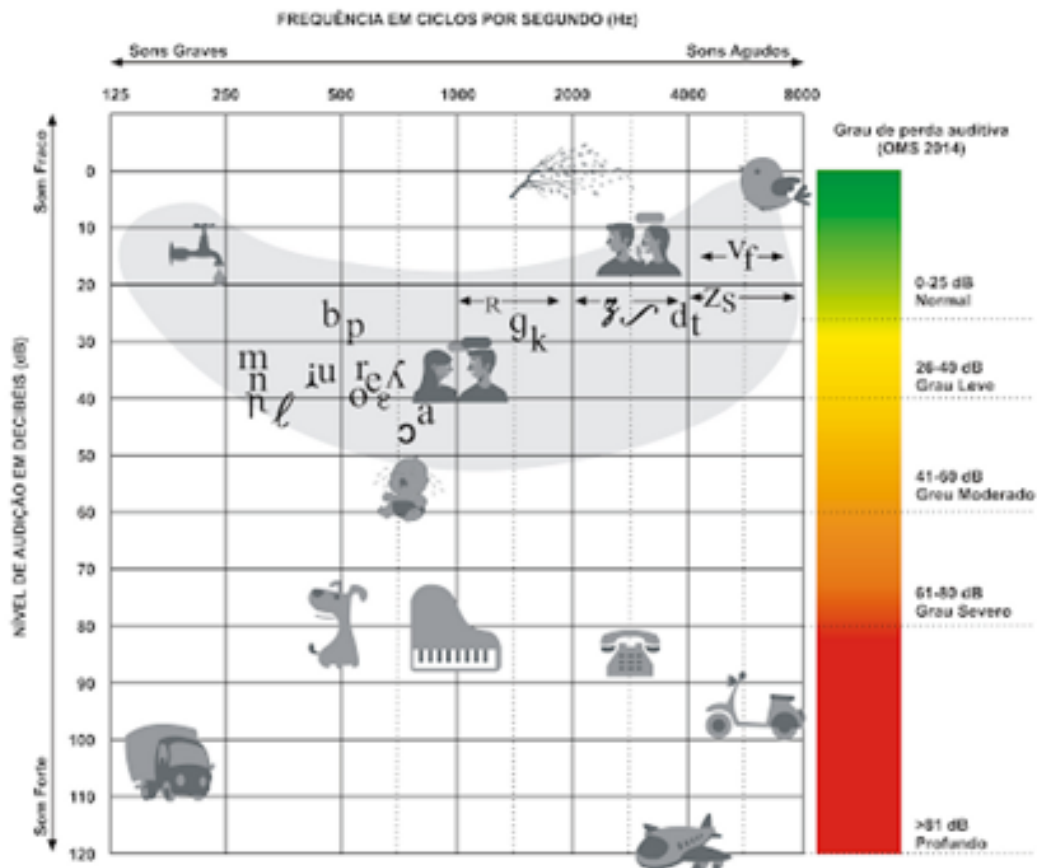 FREQUÊNCIA EM CICLOS POR SEGUNDO (Hz)
Sons Graves Sons Agudos
125 250 500 1000 2000 4000 8000
Som Fraco
NÍVEL DE AUDIÇÃO EM DECIBÉIS (dB)
Som Forte
0
10
20
30
40
50
60
70
80
90
100
110
120
v f
z s
R
ʒ ʃ
d t
b p
g k
m
n
ɲ ℓ
i u
r e ʎ
o ɛ
a
ɔ
Grau de perda auditiva
(OMS 2014)
0-25 dB
Normal
26-40 dB
Grau Leve
41-60 dB
Greu Moderado
61-80 dB
Grau Severo
>81 dB
Profundo